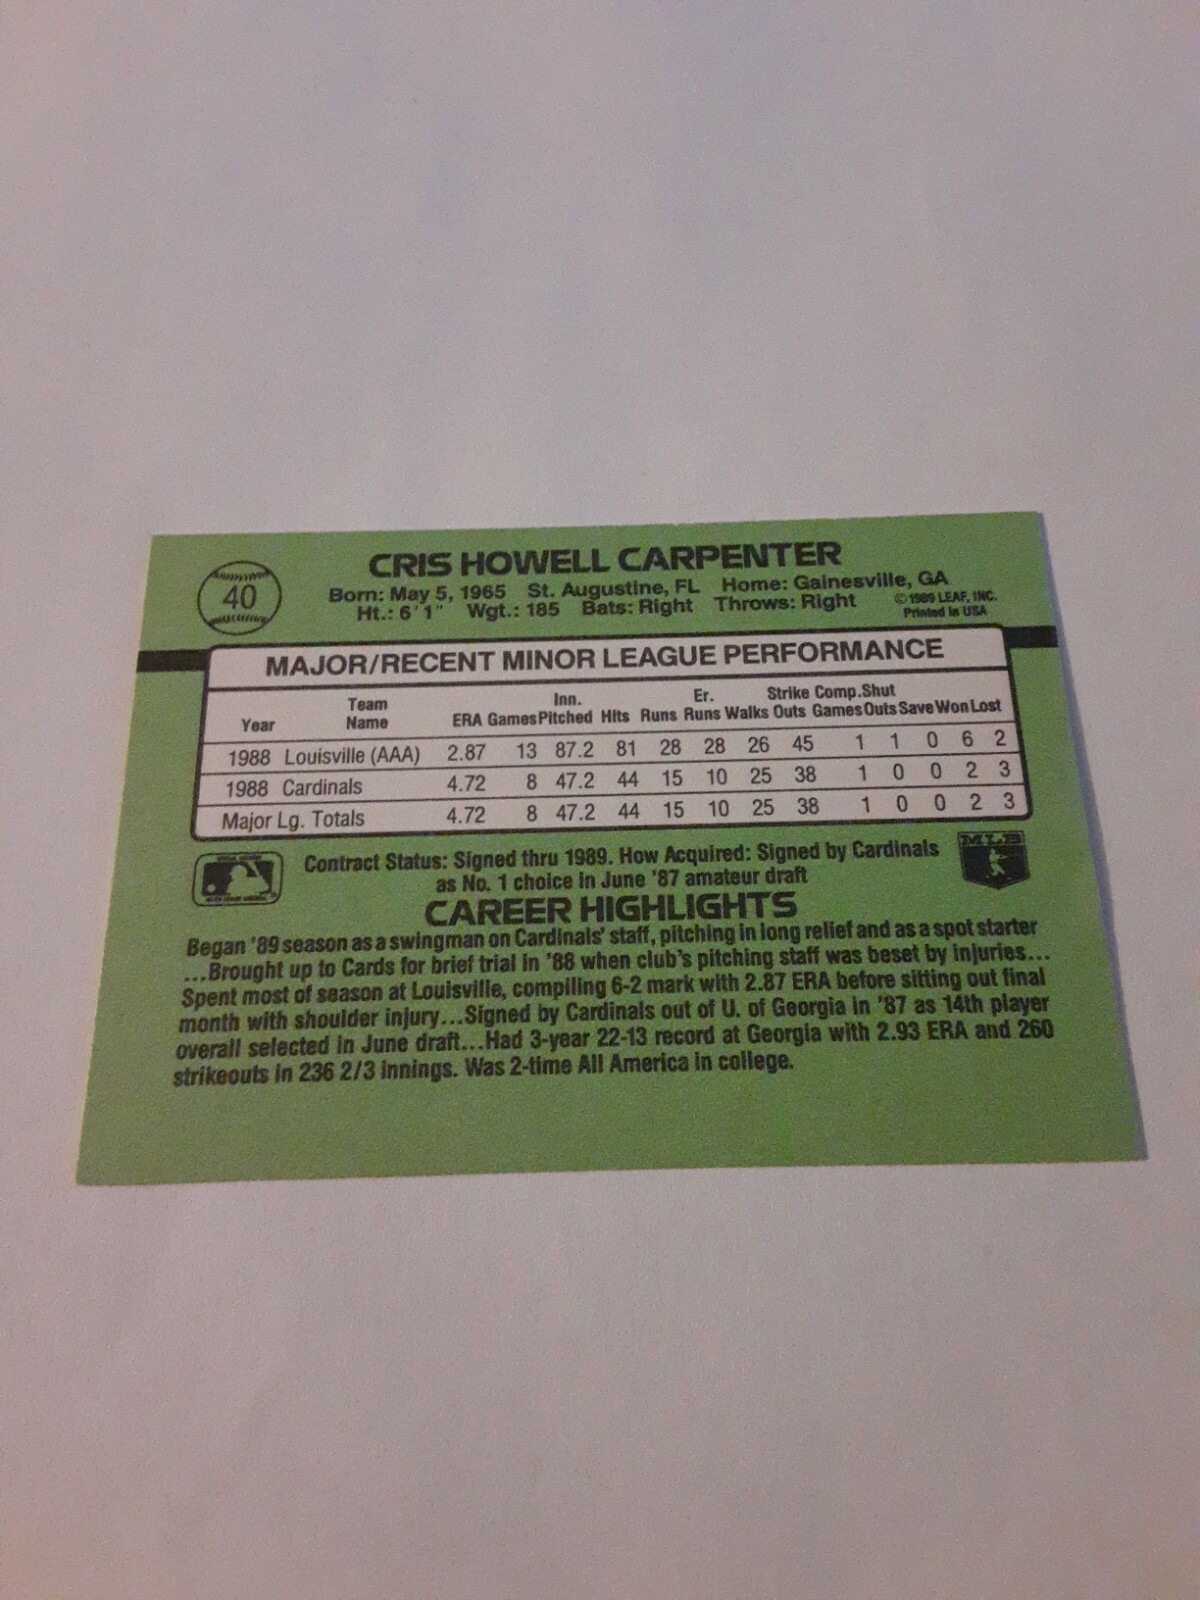 40
CRIS HOWELL CARPENTER
Born: May 5, 1965 St. Augustine, FL Home: Gainesville, GA
Ht.: 6'1" Wgt.: 185 Bats: Right Throws: Right
© 1989 LEAF, INC.
Printed in USA
MAJOR/RECENT MINOR LEAGUE PERFORMANCE
Year Team Name ERA Games Inn. Pitched Hits Runs Er. Runs Walks Strike Outs Comp. Games Shut Outs Save Won Lost
1988 Louisville (AAA) 2.87 13 87.2 81 28 28 26 45 1 1 0 6 2
1988 Cardinals 4.72 8 47.2 44 15 10 25 38 1 0 0 2 3
Major Lg. Totals 4.72 8 47.2 44 15 10 25 38 1 0 0 2 3
Contract Status: Signed thru 1989. How Acquired: Signed by Cardinals
as No. 1 choice in June '87 amateur draft
MLB
CAREER HIGHLIGHTS
Began '89 season as a swingman on Cardinals' staff, pitching in long relief and as a spot starter
...Brought up to Cards for brief trial in '88 when club's pitching staff was beset by injuries...
Spent most of season at Louisville, compiling 6-2 mark with 2.87 ERA before sitting out final
month with shoulder injury...Signed by Cardinals out of U. of Georgia in '87 as 14th player
overall selected in June draft...Had 3-year 22-13 record at Georgia with 2.93 ERA and 260
strikeouts in 236 2/3 innings. Was 2-time All America in college.